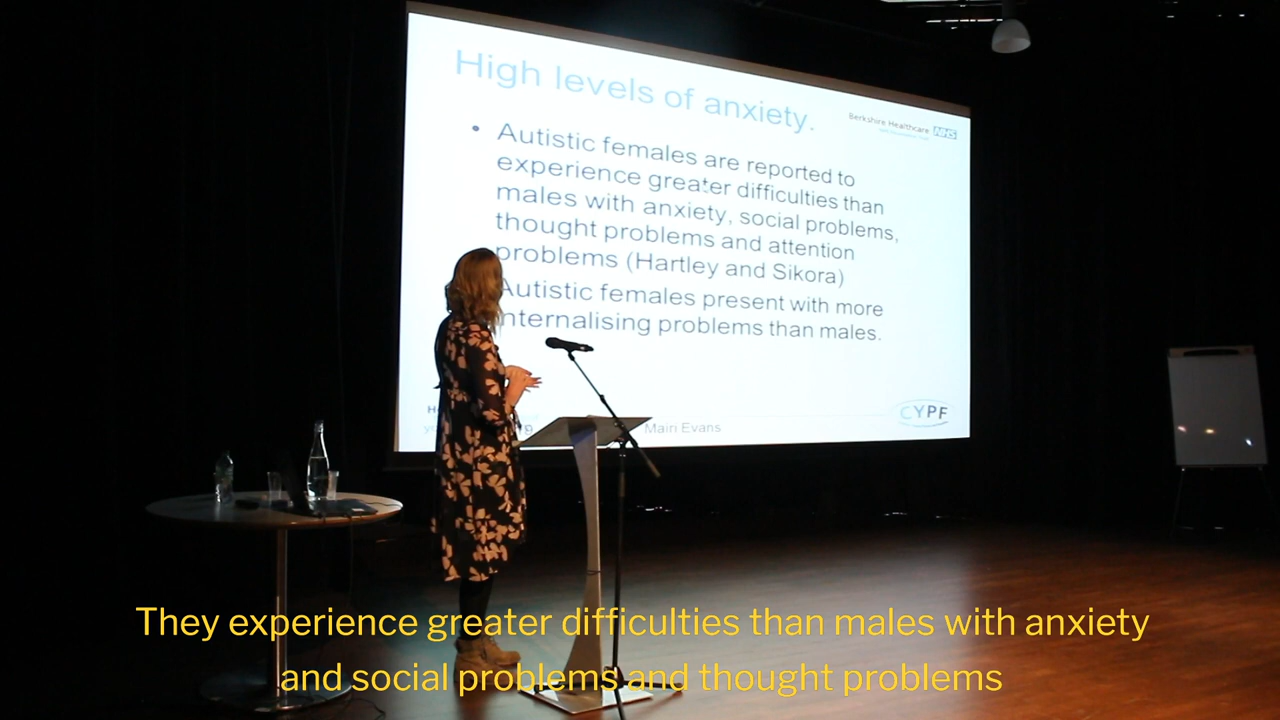 High levels of anxiety.
Berkshire Healthcare NHS
• Autistic females are reported to
experience greater difficulties than
males with anxiety, social problems,
thought problems and attention
problems (Hartley and Sikora)
Autistic females present with more
internalising problems than males.
CYPF
Mairi Evans
They experience greater difficulties than males with anxiety
and social problems and thought problems